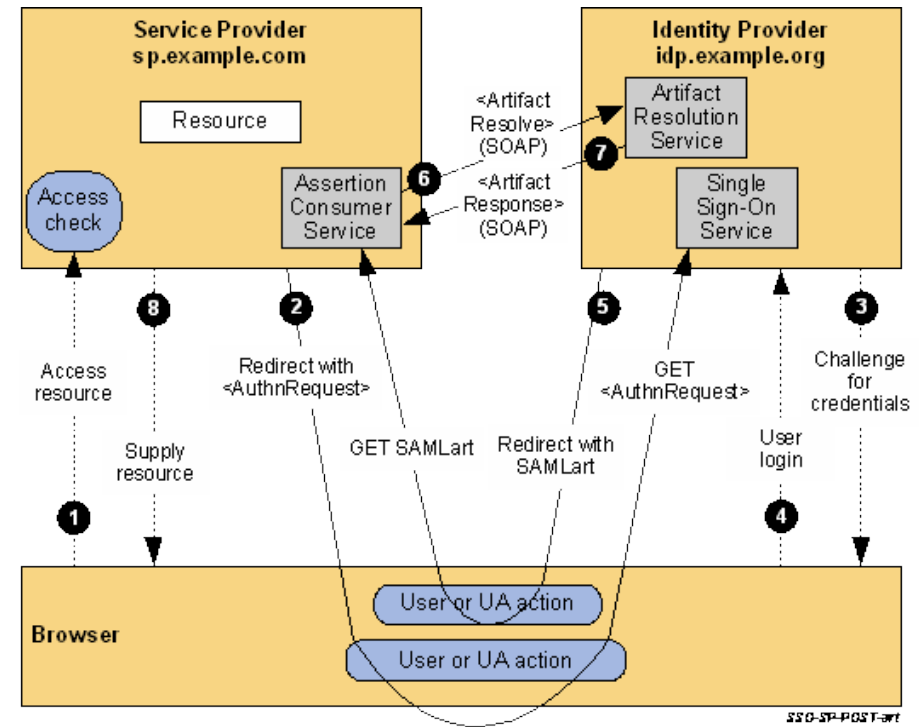 Service Provider
sp.example.com
Identity Provider
idp.example.org
Resource
<Artifact
Resolve>
(SOAP)
Artifact
Resolution
Service
6
7
Access
check
Assertion
Consumer
Service
<Artifact
Response>
(SOAP)
Single
Sign-On
Service
8
2
5
3
Access
resource
Redirect with
<AuthnRequest>
GET
<AuthnRequest>
Challenge
for
credentials
Supply
resource
GET SAMLart
Redirect with
SAMLart
User
login
1
4
User or UA action
Browser
User or UA action
SSO-SP-POST-art